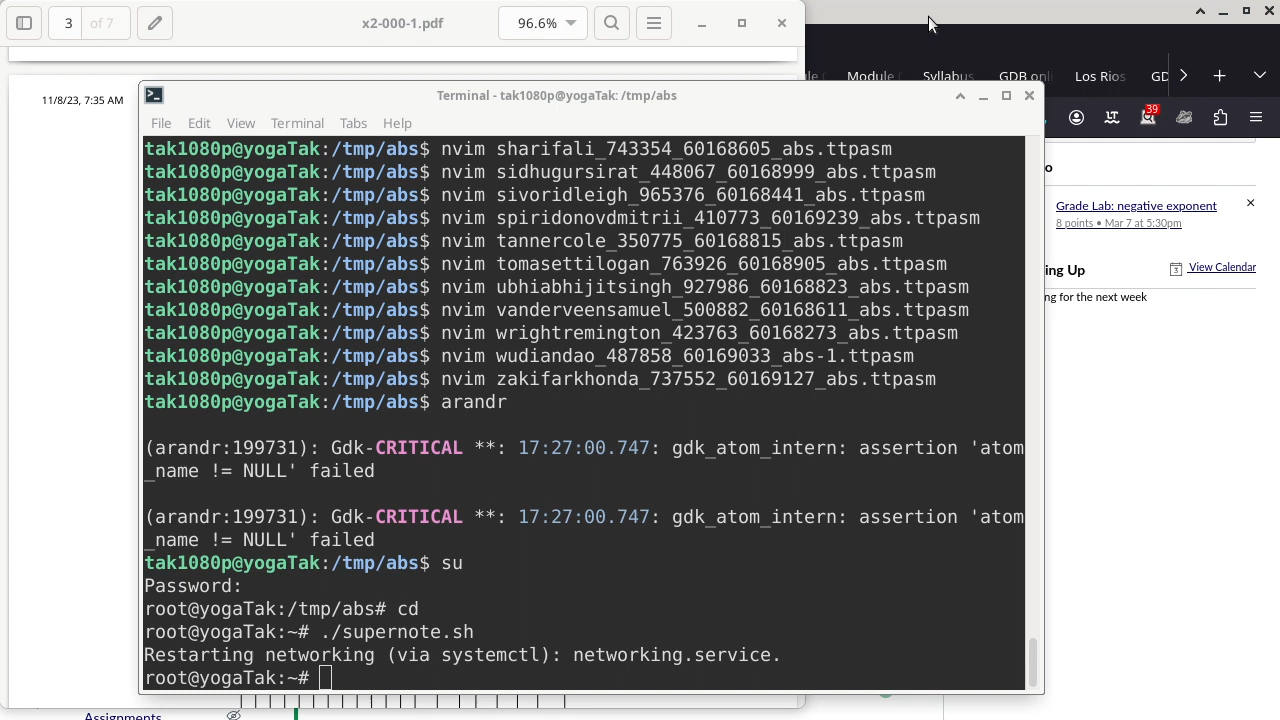 3 of 7
x2-000-1.pdf
96.6%
11/8/23, 7:35 AM
Module
Syllabus
GDB onl
Los Rios
GD
39
Terminal - tak1080p@yogaTak: /tmp/abs
File Edit View Terminal Tabs Help
tak1080p@yogaTak:/tmp/abs$ nvim sharifali_743354_60168605_abs.ttpasm
tak1080p@yogaTak:/tmp/abs$ nvim sidhugursirat_448067_60168999_abs.ttpasm
tak1080p@yogaTak:/tmp/abs$ nvim sivoridleigh_965376_60168441_abs.ttpasm
tak1080p@yogaTak:/tmp/abs$ nvim spiridonovdmitrii_410773_60169239_abs.ttpasm
tak1080p@yogaTak:/tmp/abs$ nvim tannercole_350775_60168815_abs.ttpasm
tak1080p@yogaTak:/tmp/abs$ nvim tomasettilogan_763926_60168905_abs.ttpasm
tak1080p@yogaTak:/tmp/abs$ nvim ubhiabhijitsingh_927986_60168823_abs.ttpasm
tak1080p@yogaTak:/tmp/abs$ nvim vanderveensamuel_500882_60168611_abs.ttpasm
tak1080p@yogaTak:/tmp/abs$ nvim wrightremington_423763_60168273_abs.ttpasm
tak1080p@yogaTak:/tmp/abs$ nvim wudiandao_487858_60169033_abs-1.ttpasm
tak1080p@yogaTak:/tmp/abs$ nvim zakifarkhonda_737552_60169127_abs.ttpasm
tak1080p@yogaTak:/tmp/abs$ arandr
(arandr:199731): Gdk-CRITICAL **: 17:27:00.747: gdk_atom_intern: assertion 'atom
_name != NULL' failed
(arandr:199731): Gdk-CRITICAL **: 17:27:00.747: gdk_atom_intern: assertion 'atom
_name != NULL' failed
tak1080p@yogaTak:/tmp/abs$ su
Password:
root@yogaTak:/tmp/abs# cd
root@yogaTak:~# ./supernote.sh
Restarting networking (via systemctl): networking.service.
root@yogaTak:~#
o
Grade Lab: negative exponent
8 points • Mar 7 at 5:30pm
ing Up
View Calendar
ng for the next week
Assignments